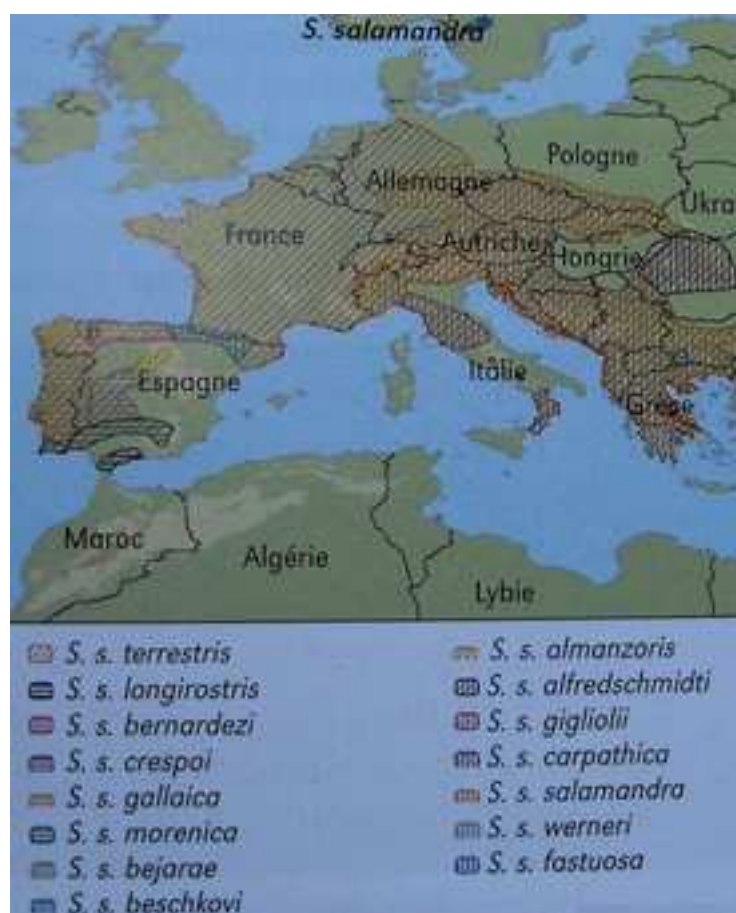 S. salamandra
Pologne
Allemagne
Ukra
France
Autriche
Hongrie
Espagne
Itâlie
Grèce
Maroc
Algérie
Lybie
S. s. terrestris
S. s. longirostris
S. s. bernardezi
S. s. crespoi
S. s. gallaica
S. s. morenica
S. s. bejarae
S. s. beschkovi
S. s. almanzoris
S. s. alfredschmidti
S. s. gigliolii
S. s. carpathica
S. s. salamandra
S. s. werneri
S. s. fastuosa